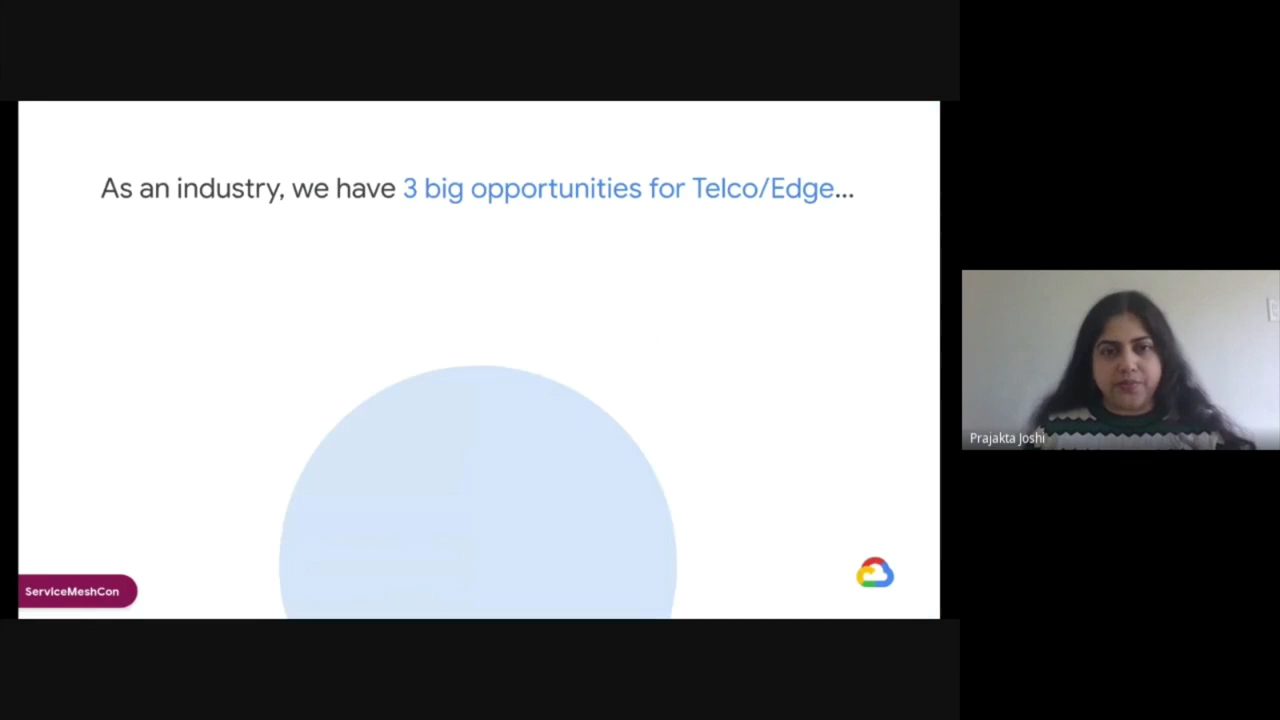 As an industry, we have 3 big opportunities for Telco/Edge...
Prajakta Joshi
ServiceMeshCon